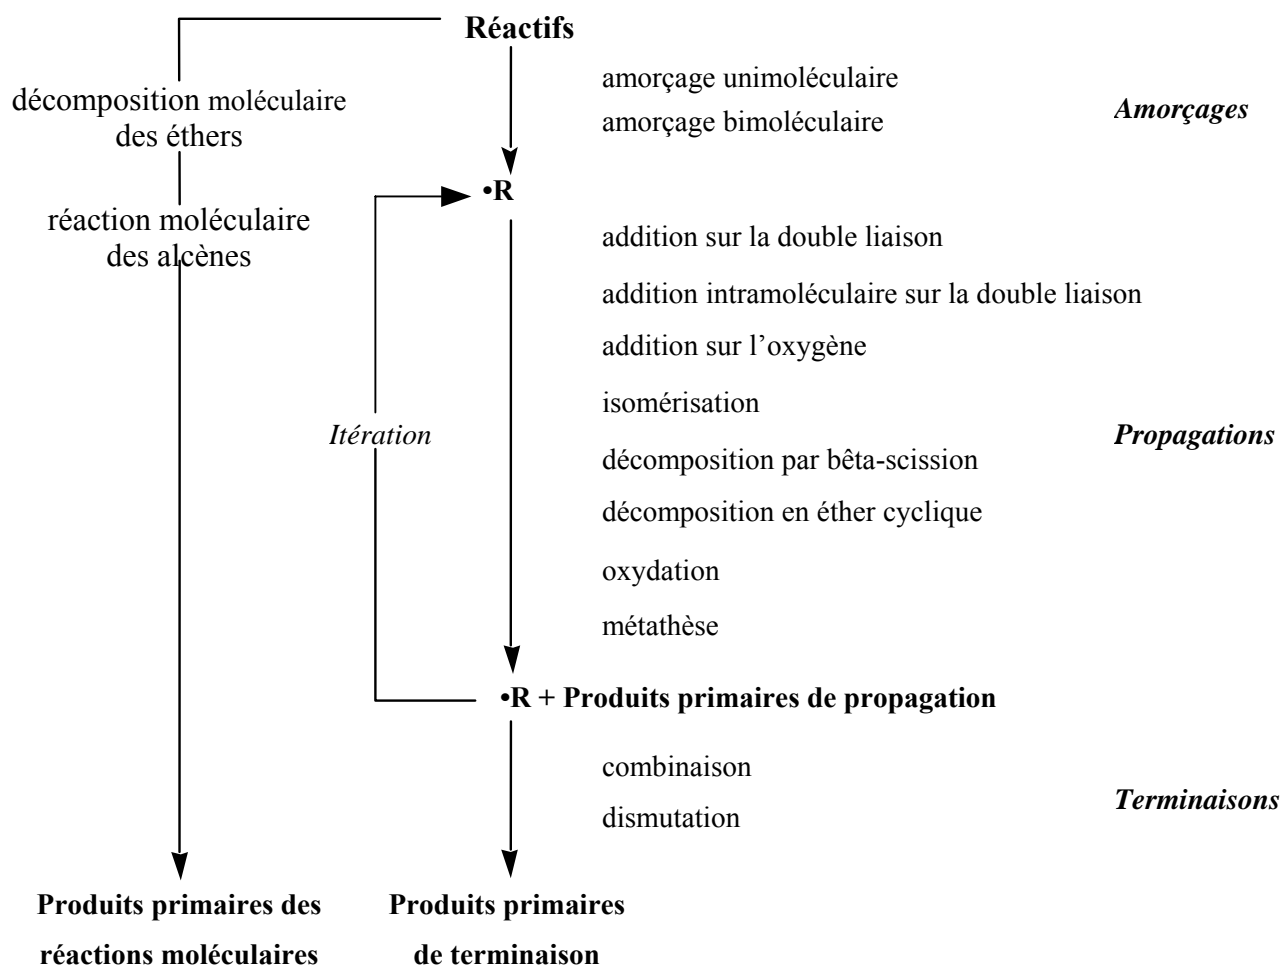 Réactifs
amorçage unimoléculaire
amorçage bimoléculaire
Amorçages
décomposition moléculaire
des éthers
•R
réaction moléculaire
des alcènes
addition sur la double liaison
addition intramoléculaire sur la double liaison
addition sur l’oxygène
isomérisation
Itération
Propagations
décomposition par bêta-scission
décomposition en éther cyclique
oxydation
métathèse
•R + Produits primaires de propagation
combinaison
dismutation
Terminaisons
Produits primaires des
réactions moléculaires
Produits primaires
de terminaison